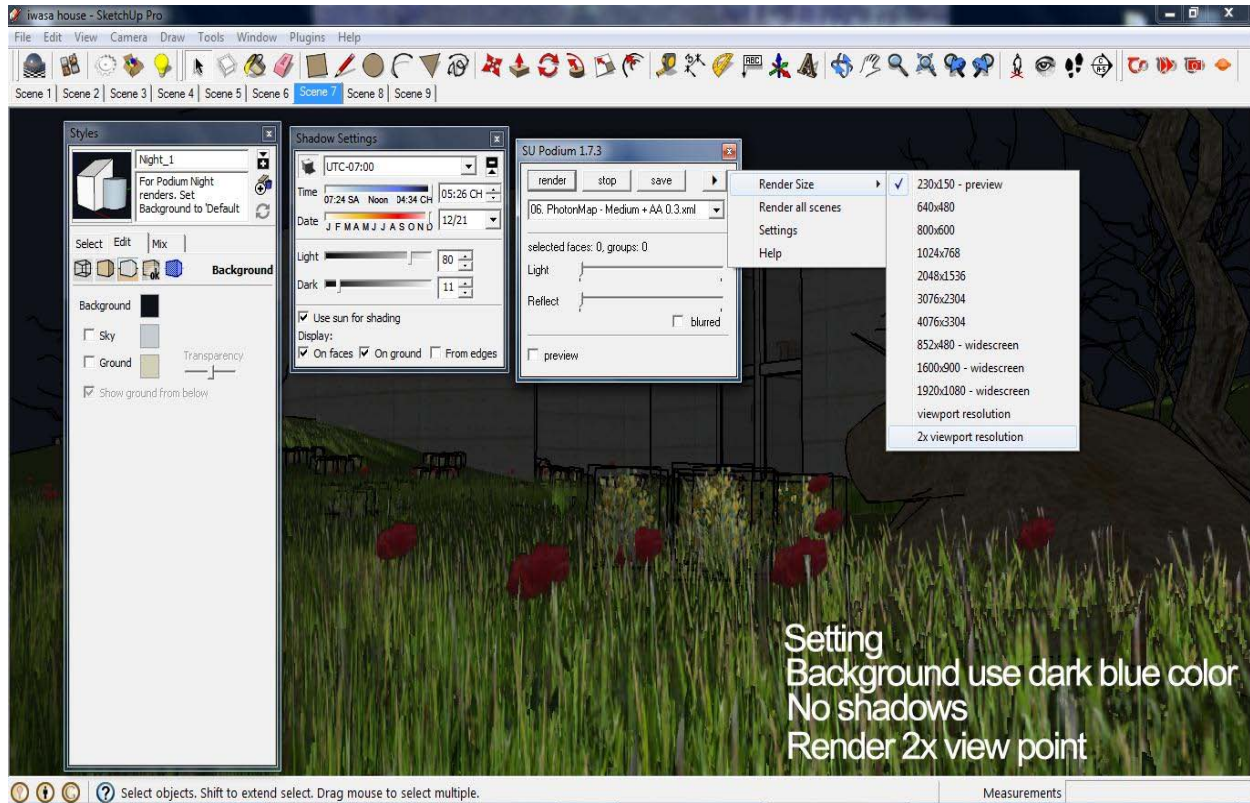 iwasa house - SketchUp Pro
File Edit View Camera Draw Tools Window Plugins Help
ABC
Scene 1 Scene 2 Scene 3 Scene 4 Scene 5 Scene 6 Scene 7 Scene 8 Scene 9
Styles
Night_1
For Podium Night
renders. Set
Background to 'Default
Select Edit Mix
Background
Background
Sky
Ground
Transparency
Show ground from below
Shadow Settings
UTC-07:00
Time 07:24 SA Noon 04:34 CH 05:26 CH
Date J F M A M J J A S O N D 12/21
Light 80
Dark 11
Use sun for shading
Display:
On faces On ground From edges
SU Podium 1.7.3
render stop save
06. PhotonMap - Medium + AA 0.3.xml
selected faces: 0, groups: 0
Light
Reflect
blurred
preview
Render Size
Render all scenes
Settings
Help
230x150 - preview
640x480
800x600
1024x768
2048x1536
3076x2304
4076x3304
852x480 - widescreen
1600x900 - widescreen
1920x1080 - widescreen
viewport resolution
2x viewport resolution
Setting
Background use dark blue color
No shadows
Render 2x view point
Select objects. Shift to extend select. Drag mouse to select multiple.
Measurements